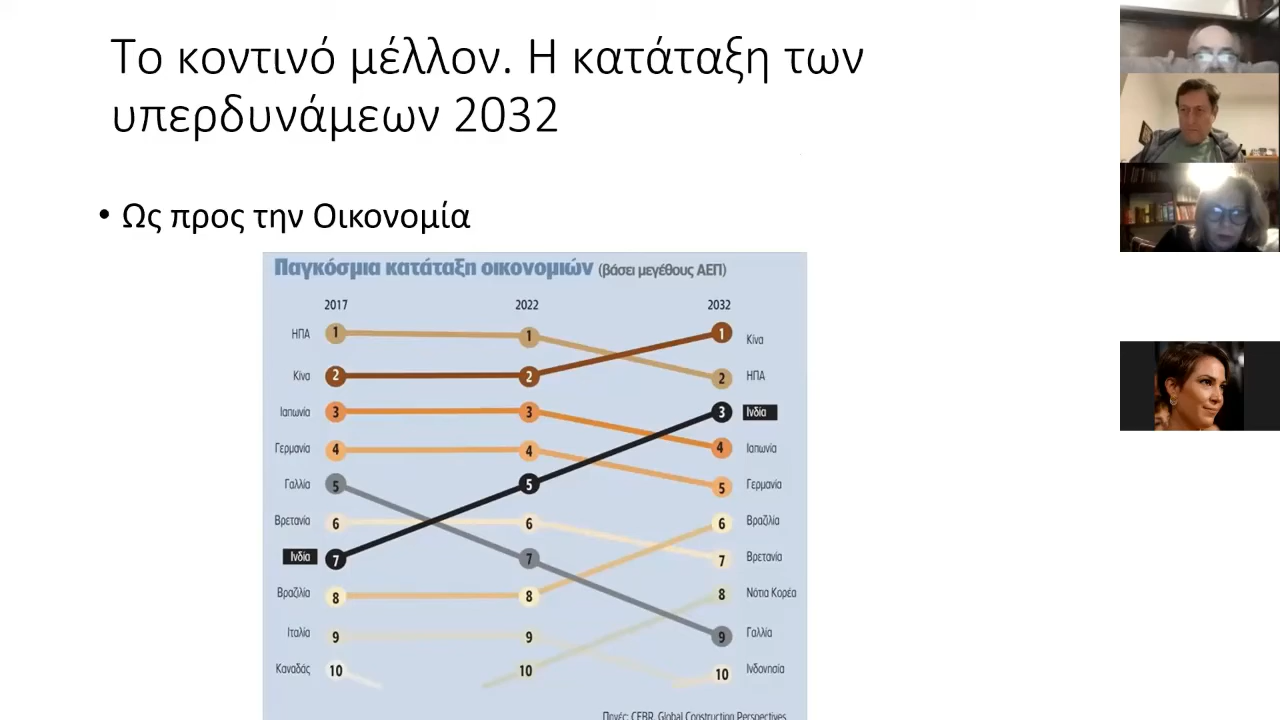 Το κοντινό μέλλον. Η κατάταξη των
υπερδυνάμεων 2032
• Ως προς την Οικονομία
Παγκόσμια κατάταξη οικονομιών (βάσει μεγέθους ΑΕΠ)
2017 2022 2032
ΗΠΑ 1 1 1 Κίνα
Κίνα 2 2 2 ΗΠΑ
Ιαπωνία 3 3 3 Ινδία
Γερμανία 4 4 4 Ιαπωνία
Γαλλία 5 5 5 Γερμανία
Βρετανία 6 6 6 Βραζιλία
Ινδία 7 7 7 Βρετανία
Βραζιλία 8 8 8 Νότια Κορέα
Ιταλία 9 9 9 Γαλλία
Καναδάς 10 10 10 Ινδονησία
Πηγές: CEBR, Global Construction Perspectives